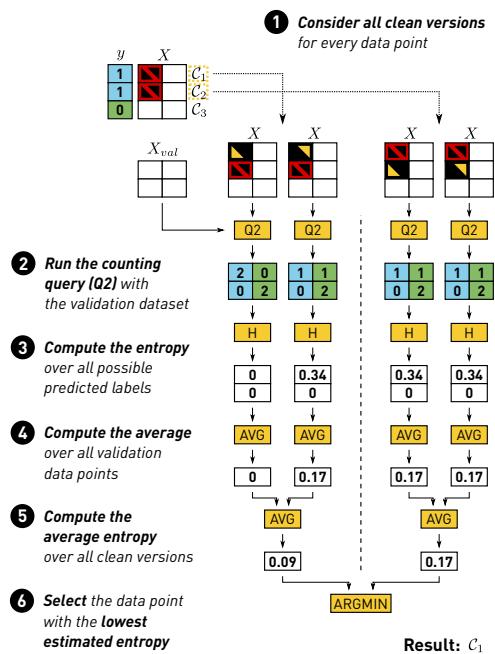 1 Consider all clean versions
for every data point
y X
1 C₁
1 C₂
0 C₃
X_val X X X X
Q2 Q2 Q2 Q2
2 Run the counting
query (Q2) with
the validation dataset
2 0 1 1 1 1 1 1
0 2 0 2 0 2 0 2
H H H H
3 Compute the entropy
over all possible
predicted labels
0 0.34 0.34 0.34
0 0 0 0
4 Compute the average
over all validation
data points
AVG AVG AVG AVG
0 0.17 0.17 0.17
5 Compute the
average entropy
over all clean versions
AVG AVG
0.09 0.17
6 Select the data point
with the lowest
estimated entropy
ARGMIN
Result: C₁